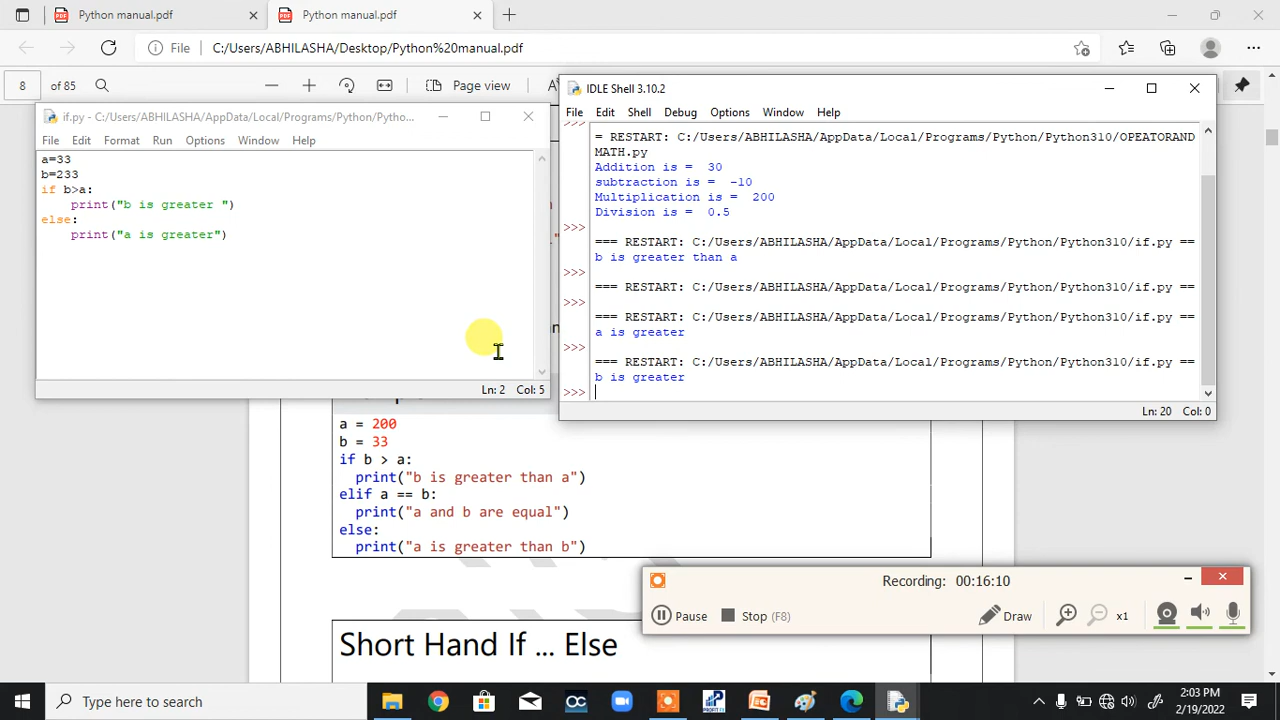 Python manual.pdf
Python manual.pdf
File
C:/Users/ABHILASHA/Desktop/Python%20manual.pdf
8 of 85
Page view
if.py - C:/Users/ABHILASHA/AppData/Local/Programs/Python/Pytho...
File Edit Format Run Options Window Help
a=33
b=233
if b>a:
    print("b is greater ")
else:
    print("a is greater")
Ln: 2 Col: 5
IDLE Shell 3.10.2
File Edit Shell Debug Options Window Help
>>>
= RESTART: C:/Users/ABHILASHA/AppData/Local/Programs/Python/Python310/OPEATORAND
MATH.py
Addition is =  30
subtraction is =  -10
Multiplication is =  200
Division is =  0.5
>>>
=== RESTART: C:/Users/ABHILASHA/AppData/Local/Programs/Python/Python310/if.py ==
b is greater than a
>>>
=== RESTART: C:/Users/ABHILASHA/AppData/Local/Programs/Python/Python310/if.py ==
>>>
=== RESTART: C:/Users/ABHILASHA/AppData/Local/Programs/Python/Python310/if.py ==
a is greater
>>>
=== RESTART: C:/Users/ABHILASHA/AppData/Local/Programs/Python/Python310/if.py ==
b is greater
>>>
Ln: 20 Col: 0
a = 200
b = 33
if b > a:
  print("b is greater than a")
elif a == b:
  print("a and b are equal")
else:
  print("a is greater than b")
Short Hand If ... Else
Recording: 00:16:10
Pause Stop (F8) Draw x1
Type here to search
2:03 PM
2/19/2022